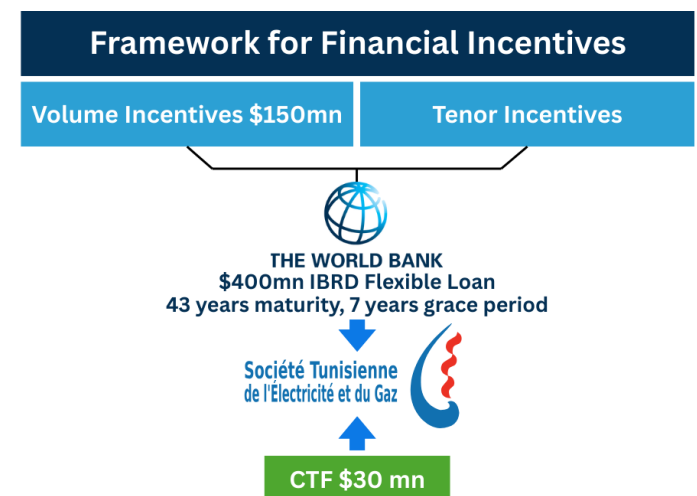 Framework for Financial Incentives
Volume Incentives $150mn
Tenor Incentives
THE WORLD BANK
$400mn IBRD Flexible Loan
43 years maturity, 7 years grace period
Société Tunisienne
de l'Électricité et du Gaz
CTF $30 mn